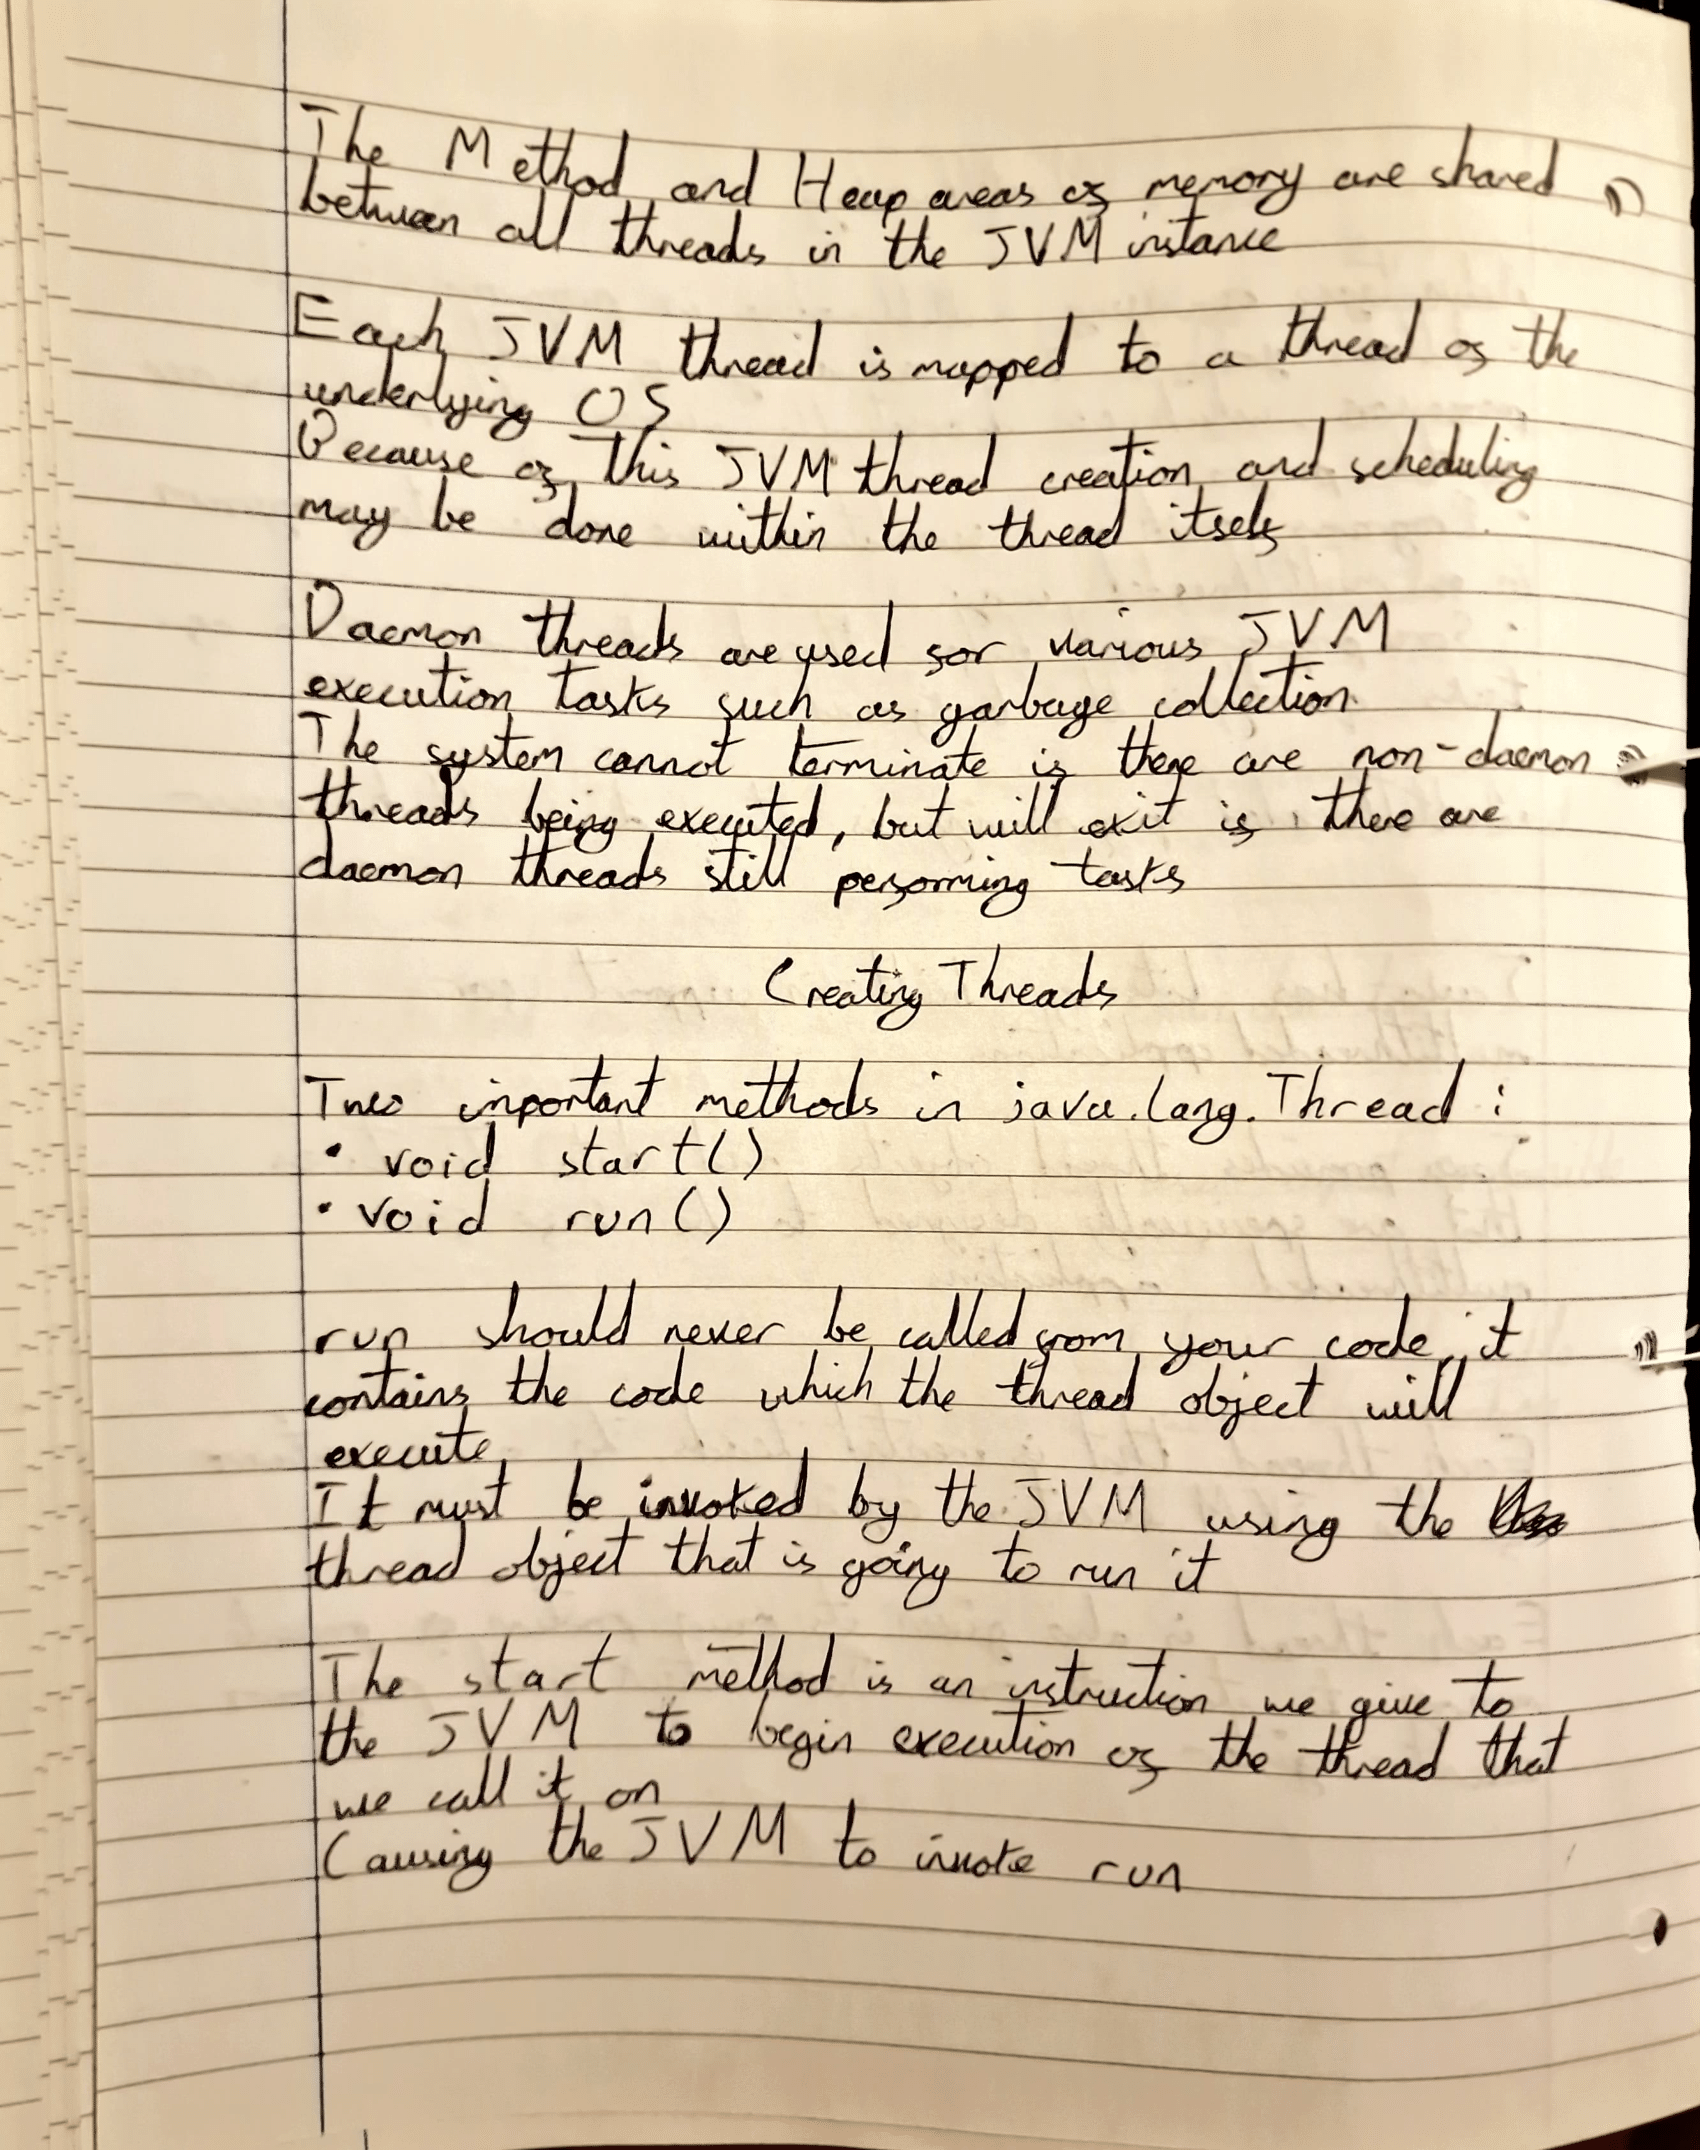 The Method and Heap areas of memory are shared
between all threads in the JVM instance
Each JVM thread is mapped to a thread of the
underlying OS
Because of this JVM thread creation and scheduling
may be done within the thread itself
Daemon threads are used for various JVM
execution tasks such as garbage collection.
The system cannot terminate if there are non-daemon
threads being executed, but will exit if there are
daemon threads still performing tasks
Creating Threads
Two important methods in java.lang.Thread :
• void start()
• void run()
run should never be called from your code, it
contains the code which the thread object will
execute
It must be invoked by the JVM using the
thread object that is going to run it
The start method is an instruction we give to
the JVM to begin execution of the thread that
we call it on
Causing the JVM to invoke run